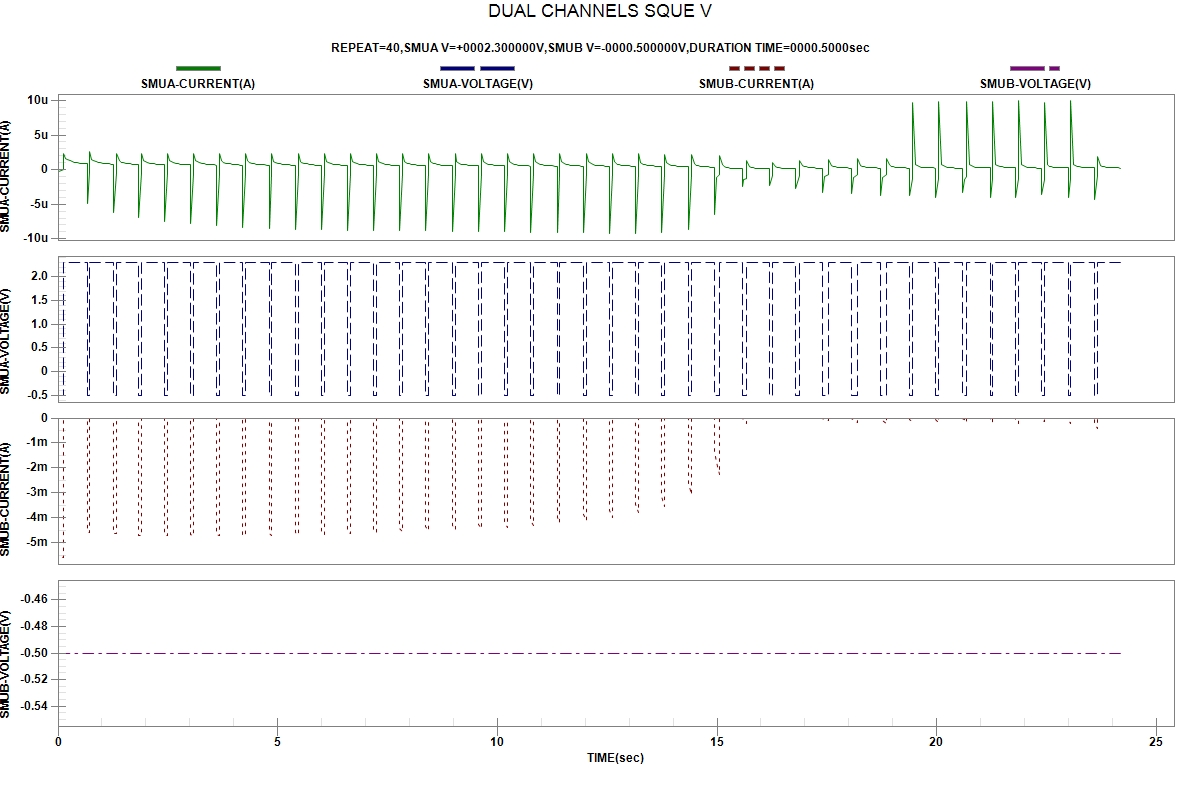 DUAL CHANNELS SQUE V
REPEAT=40,SMUA V=+0002.300000V,SMUB V=-0000.500000V,DURATION TIME=0000.5000sec
SMUA-CURRENT(A) SMUA-VOLTAGE(V) SMUB-CURRENT(A) SMUB-VOLTAGE(V)
SMUA-CURRENT(A)
10u
5u
0
-5u
-10u
SMUA-VOLTAGE(V)
2.0
1.5
1.0
0.5
0
-0.5
SMUB-CURRENT(A)
0
-1m
-2m
-3m
-4m
-5m
SMUB-VOLTAGE(V)
-0.46
-0.48
-0.50
-0.52
-0.54
0 5 10 15 20 25
TIME(sec)